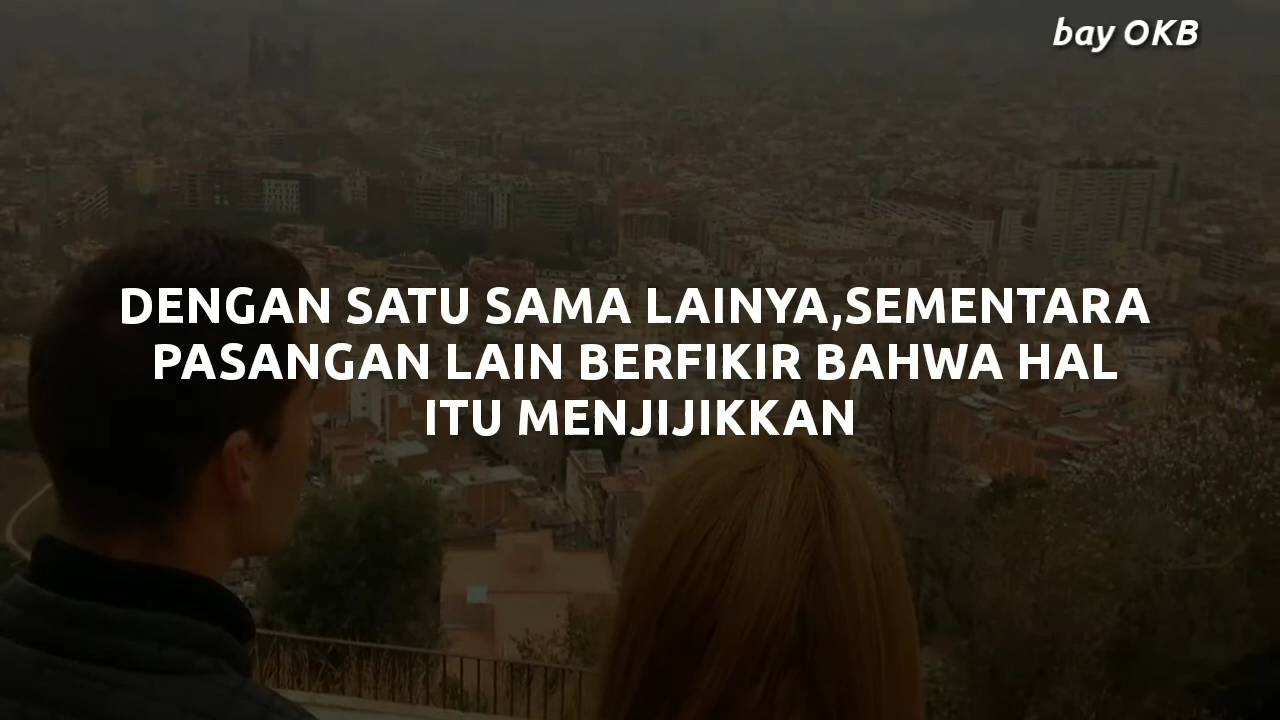 bay OKB
DENGAN SATU SAMA LAINYA,SEMENTARA
PASANGAN LAIN BERFIKIR BAHWA HAL
ITU MENJIJIKKAN